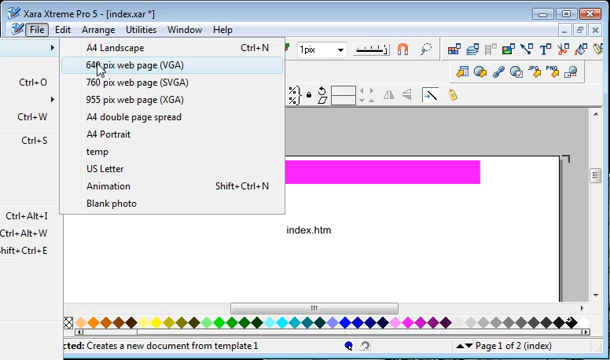 Xara Xtreme Pro 5 - [index.xar *]
File Edit Arrange Utilities Window Help
A4 Landscape Ctrl+N
640 pix web page (VGA)
760 pix web page (SVGA)
955 pix web page (XGA)
A4 double page spread
A4 Portrait
temp
US Letter
Animation Shift+Ctrl+N
Blank photo
Ctrl+O
Ctrl+W
Ctrl+S
Ctrl+Alt+I
Ctrl+Alt+W
Shift+Ctrl+E
1pix
JPG
PNG
index.htm
cted: Creates a new document from template 1
Page 1 of 2 (index)